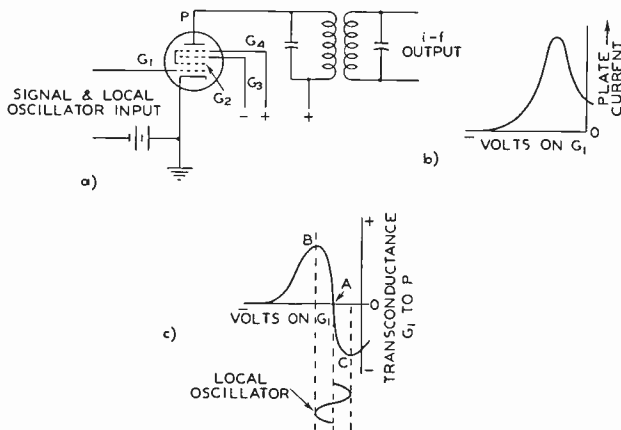 P
G4
G1
G3
G2
i-f
OUTPUT
SIGNAL & LOCAL
OSCILLATOR INPUT
- +
+
a)
PLATE
CURRENT
- 0
VOLTS ON G1
b)
+
B
A
- 0
VOLTS ON G1
TRANSCONDUCTANCE
G1 TO P
c)
C
-
LOCAL
OSCILLATOR